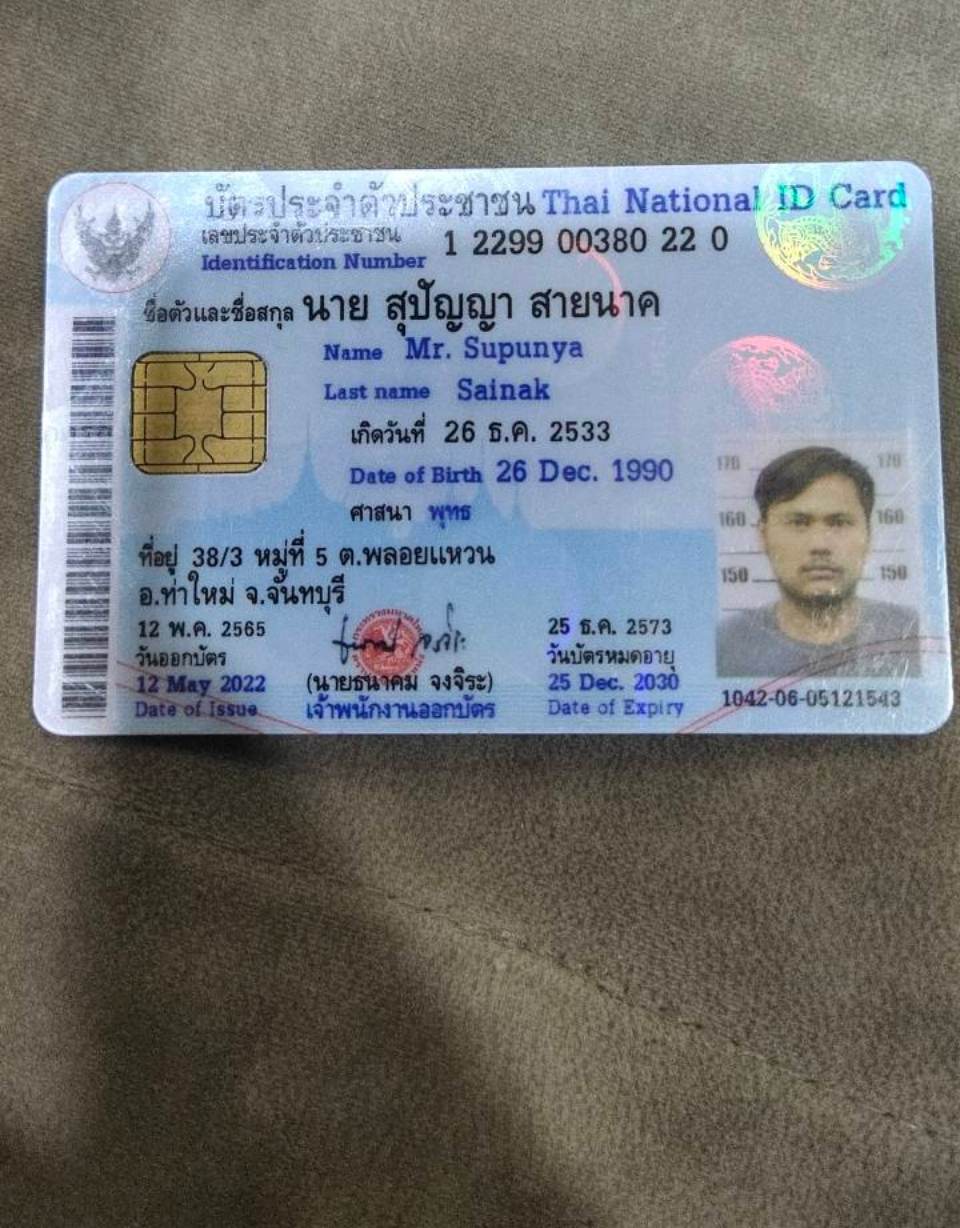 บัตรประจำตัวประชาชน Thai National ID Card
เลขประจำตัวประชาชน 1 2299 00380 22 0
Identification Number
ชื่อตัวและชื่อสกุล นาย สุปัญญา สายนาค
Name Mr. Supunya
Last name Sainak
เกิดวันที่ 26 ธ.ค. 2533
Date of Birth 26 Dec. 1990
ศาสนา พุทธ
ที่อยู่ 38/3 หมู่ที่ 5 ต.พลอยแหวน
อ.ท่าใหม่ จ.จันทบุรี
12 พ.ค. 2565
วันออกบัตร
12 May 2022
Date of Issue
(นายธนาคม จงจิระ)
เจ้าพนักงานออกบัตร
25 ธ.ค. 2573
วันบัตรหมดอายุ
25 Dec. 2030
Date of Expiry
170 170
160 160
150 150
1042-06-05121543